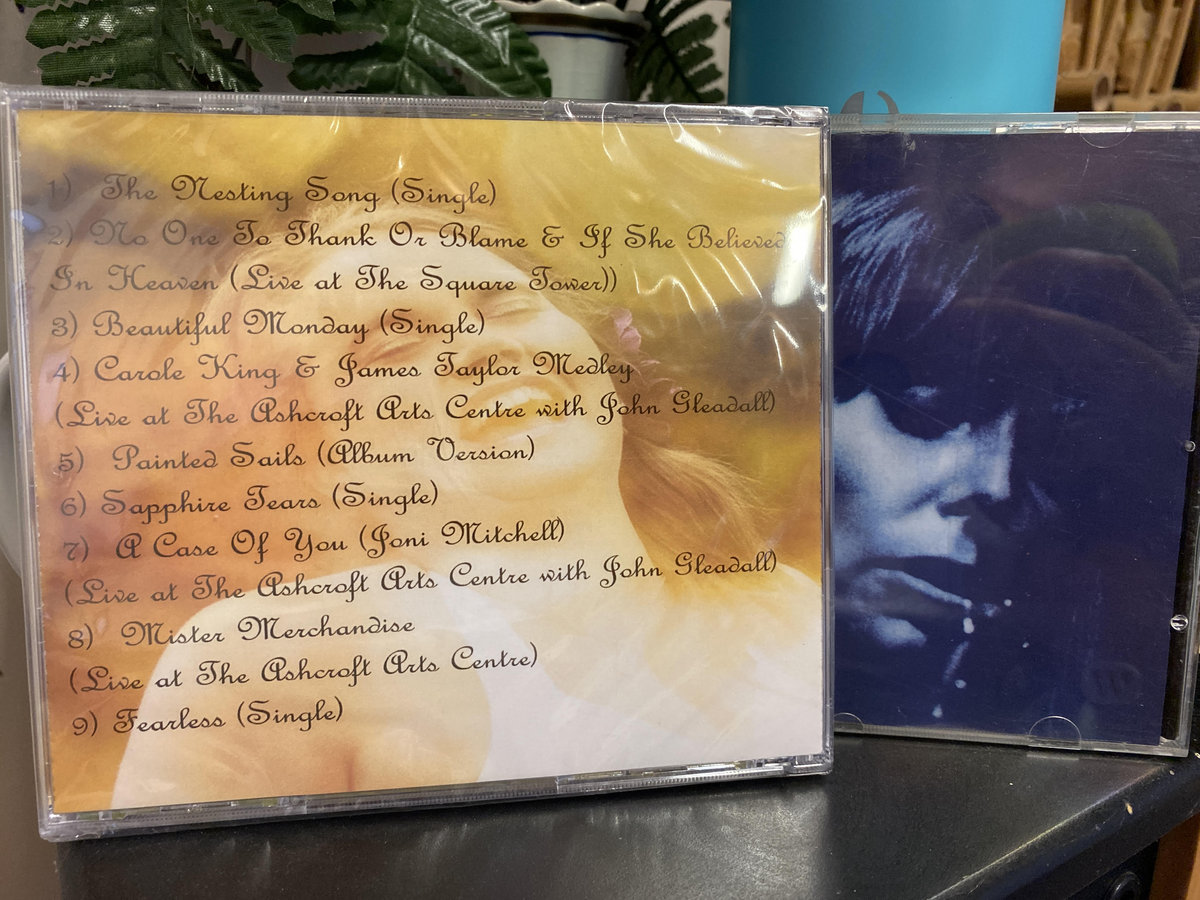 1) The Nesting Song (Single)
2) No One To Thank Or Blame & If She Believed
In Heaven (Live at The Square Tower))
3) Beautiful Monday (Single)
4) Carole King & James Taylor Medley
(Live at The Ashcroft Arts Centre with John Gleadall)
5) Painted Sails (Album Version)
6) Sapphire Tears (Single)
7) A Case Of You (Joni Mitchell)
(Live at The Ashcroft Arts Centre with John Gleadall)
8) Mister Merchandise
(Live at The Ashcroft Arts Centre)
9) Fearless (Single)